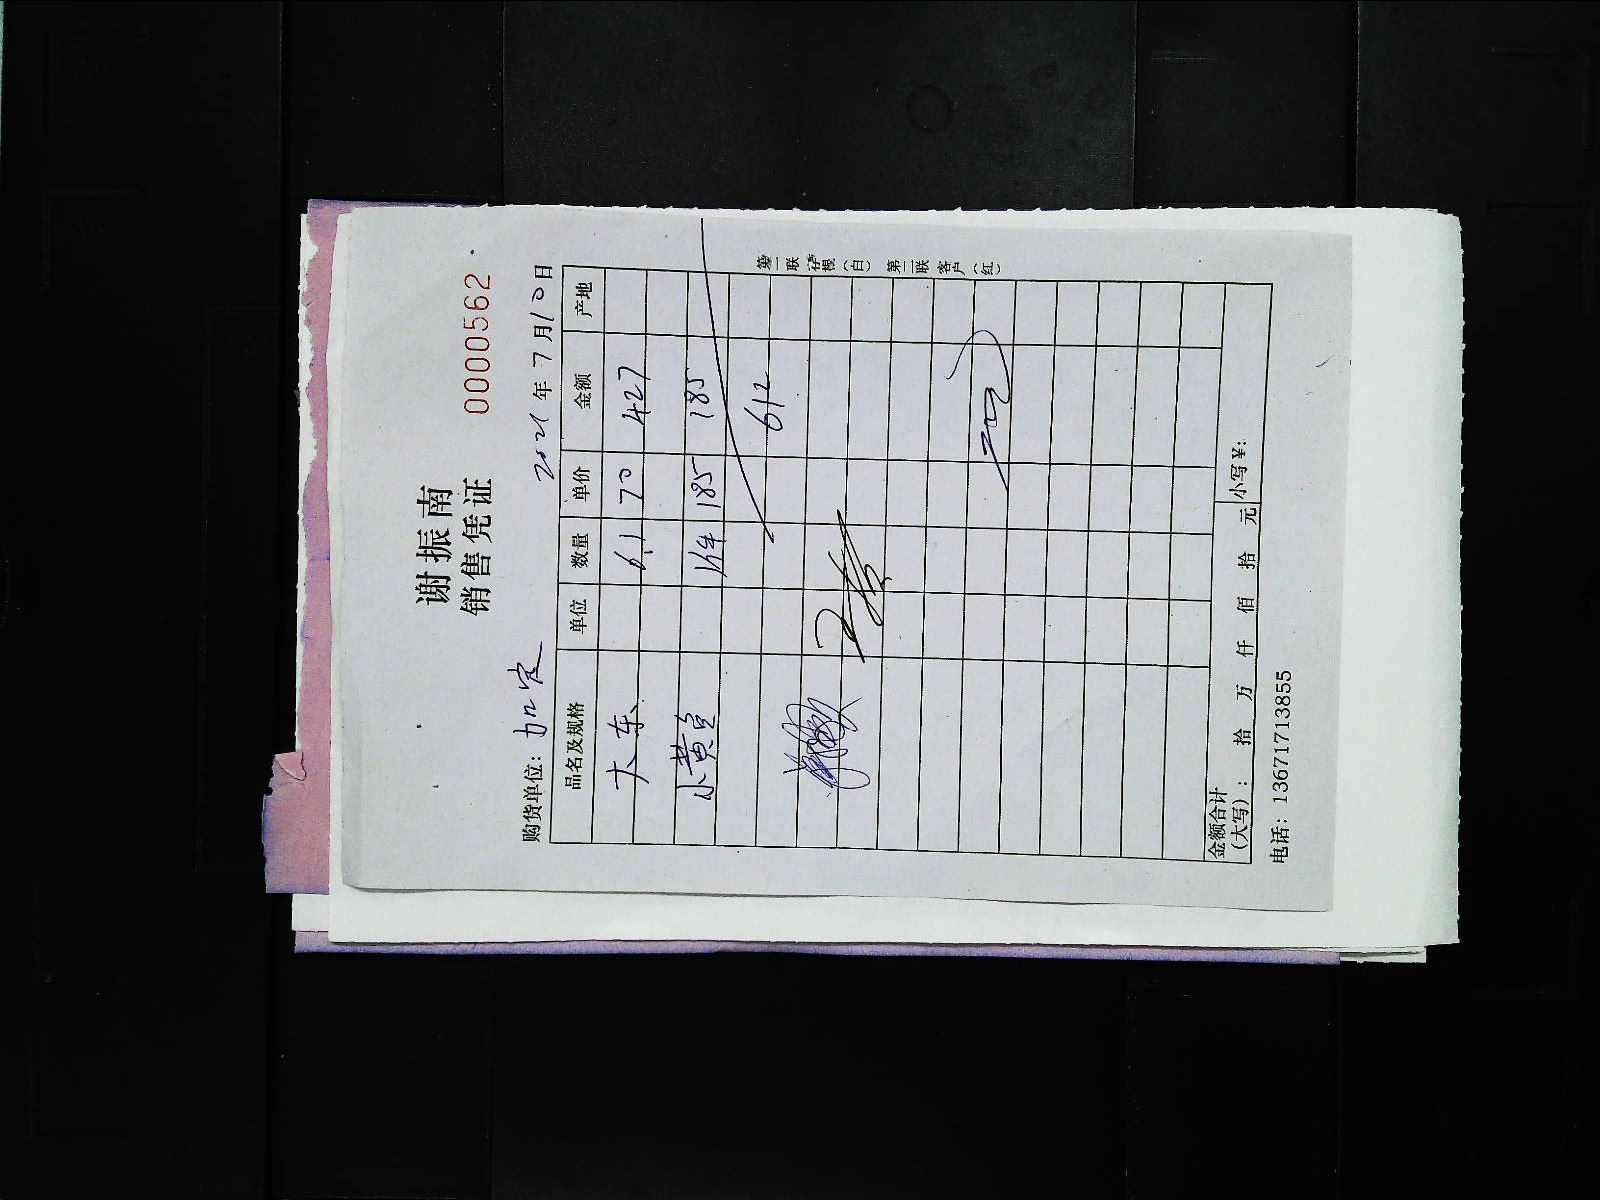 谢振南
销售凭证
0000562
购货单位: 加安 2021年7月10日
品名及规格 单位 数量 单价 金额 产地
大东 6.1 70 427
小黄鱼 1件 185 185
612
第一联存根(白) 第二联客户(红)
金额合计(大写): 拾 万 仟 佰 拾 元 小写¥:
电话: 13671713855